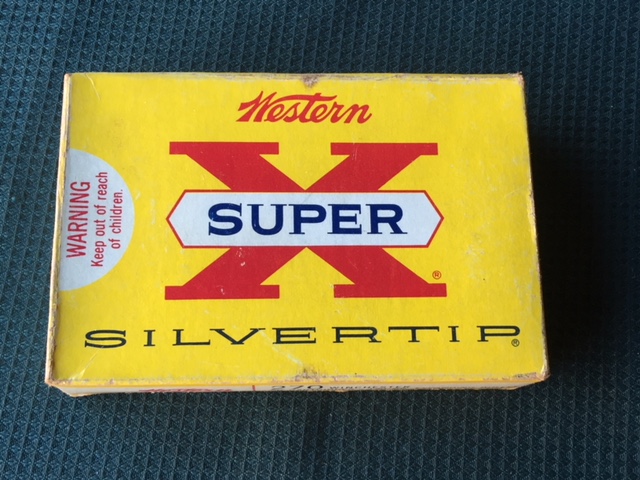 Western
X
SUPER
®
SILVERTIP®
WARNING
Keep out of reach
of children.